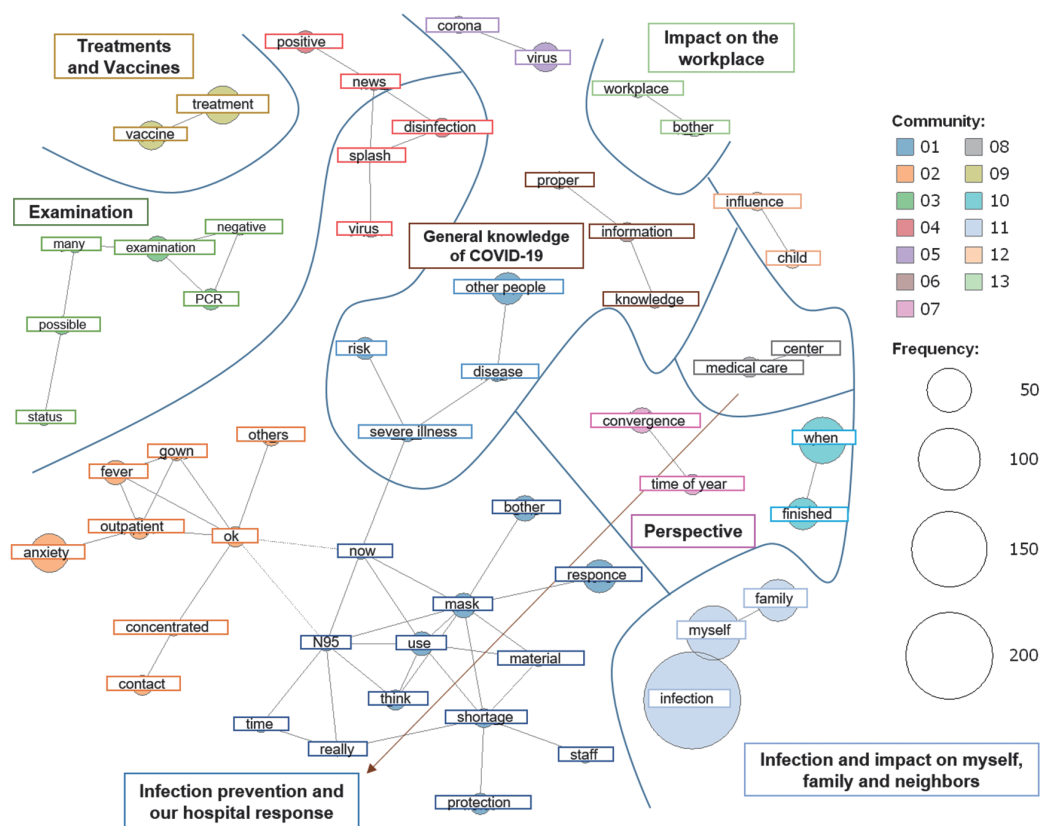 corona
virus
positive
Treatments
and Vaccines
Impact on the
workplace
news
workplace
treatment
vaccine
disinfection
bother
splash
Community:
01
08
02
09
03
10
04
11
05
12
06
13
07
proper
influence
Examination
negative
many
examination
virus
information
General knowledge
of COVID-19
child
other people
PCR
knowledge
possible
risk
center
disease
medical care
Frequency:
50
100
150
200
status
convergence
others
severe illness
when
gown
fever
time of year
bother
finished
outpatient
ok
Perspective
anxiety
now
responce
family
mask
concentrated
myself
N95
use
material
contact
think
infection
shortage
time
really
staff
Infection and impact on myself,
family and neighbors
Infection prevention and
our hospital response
protection